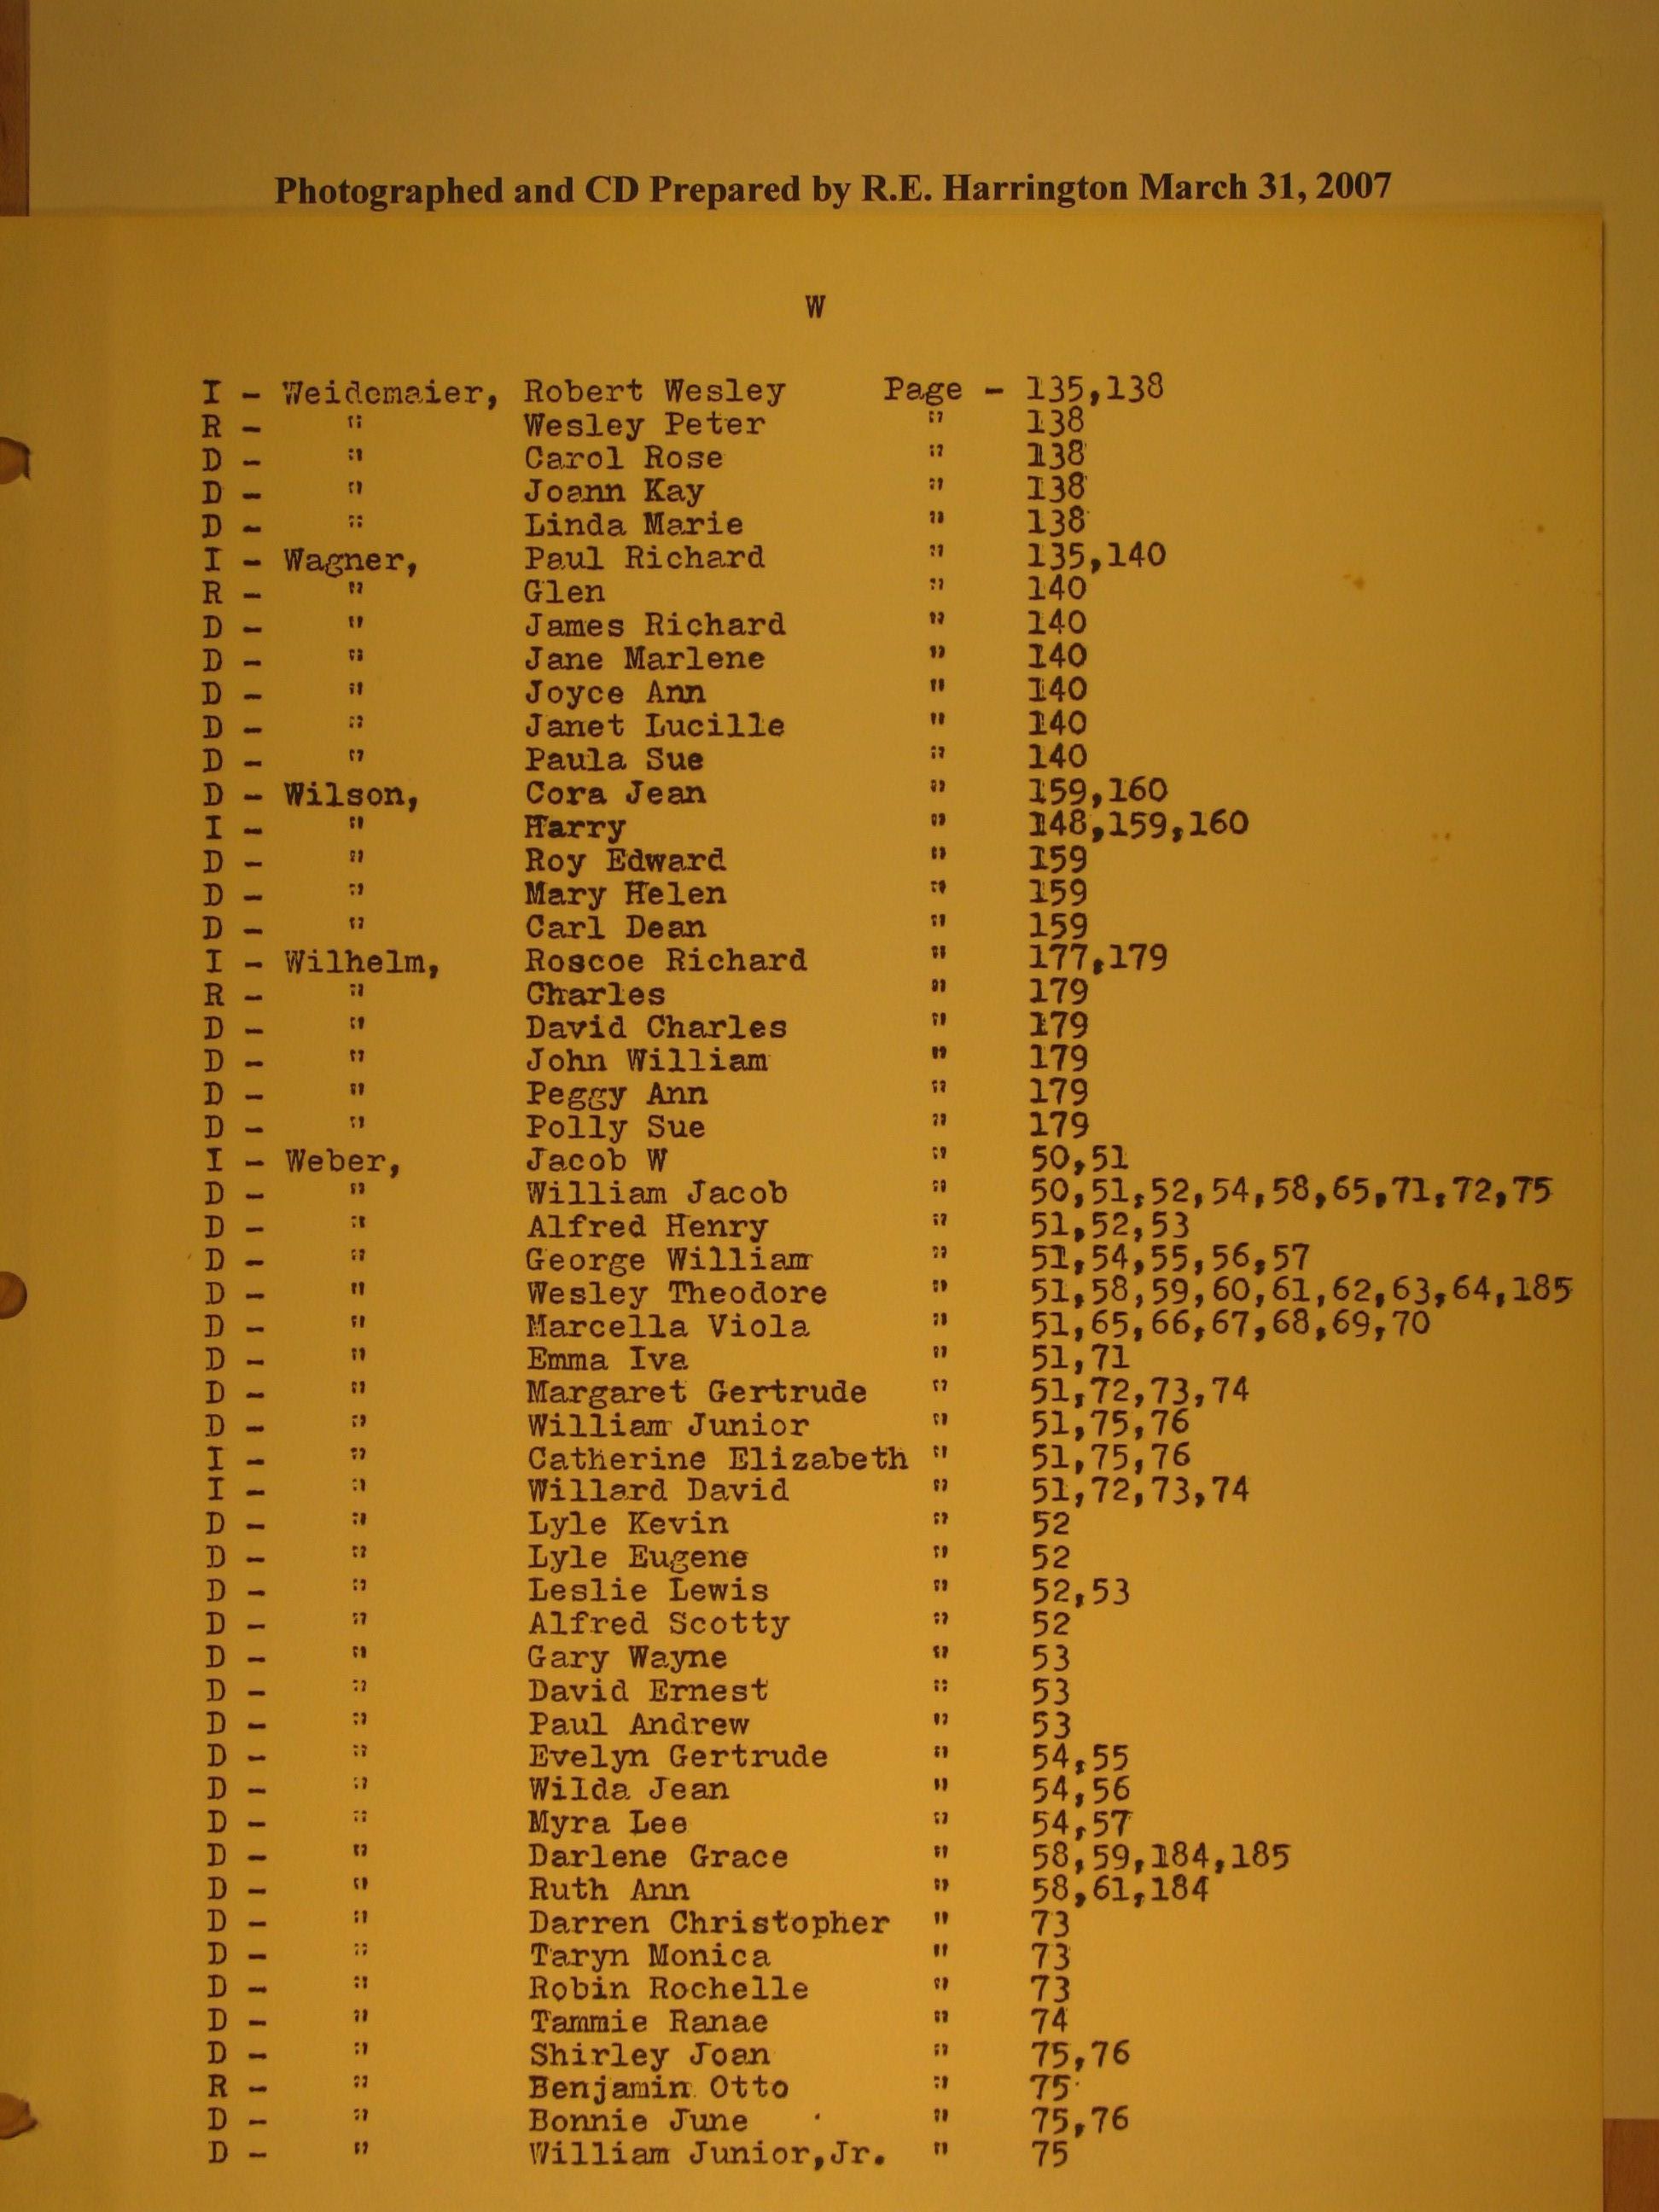 Photographed and CD Prepared by R.E. Harrington March 31, 2007
W
I - Weidemaier, Robert Wesley Page - 135,138
R - " Wesley Peter " 138
D - " Carol Rose " 138
D - " Joann Kay " 138
D - " Linda Marie " 138
I - Wagner, Paul Richard " 135,140
R - " Glen " 140
D - " James Richard " 140
D - " Jane Marlene " 140
D - " Joyce Ann " 140
D - " Janet Lucille " 140
D - " Paula Sue " 140
D - Wilson, Cora Jean " 159,160
I - " Harry " 148,159,160
D - " Roy Edward " 159
D - " Mary Helen " 159
D - " Carl Dean " 159
I - Wilhelm, Roscoe Richard " 177,179
R - " Charles " 179
D - " David Charles " 179
D - " John William " 179
D - " Peggy Ann " 179
D - " Polly Sue " 179
I - Weber, Jacob W " 50,51
D - " William Jacob " 50,51,52,54,58,65,71,72,75
D - " Alfred Henry " 51,52,53
D - " George William " 51,54,55,56,57
D - " Wesley Theodore " 51,58,59,60,61,62,63,64,185
D - " Marcella Viola " 51,65,66,67,68,69,70
D - " Emma Iva " 51,71
D - " Margaret Gertrude " 51,72,73,74
D - " William Junior " 51,75,76
I - " Catherine Elizabeth " 51,75,76
I - " Willard David " 51,72,73,74
D - " Lyle Kevin " 52
D - " Lyle Eugene " 52
D - " Leslie Lewis " 52,53
D - " Alfred Scotty " 52
D - " Gary Wayne " 53
D - " David Ernest " 53
D - " Paul Andrew " 53
D - " Evelyn Gertrude " 54,55
D - " Wilda Jean " 54,56
D - " Myra Lee " 54,57
D - " Darlene Grace " 58,59,184,185
D - " Ruth Ann " 58,61,184
D - " Darren Christopher " 73
D - " Taryn Monica " 73
D - " Robin Rochelle " 73
D - " Tammie Ranae " 74
D - " Shirley Joan " 75,76
R - " Benjamin Otto " 75
D - " Bonnie June " 75,76
D - " William Junior,Jr. " 75